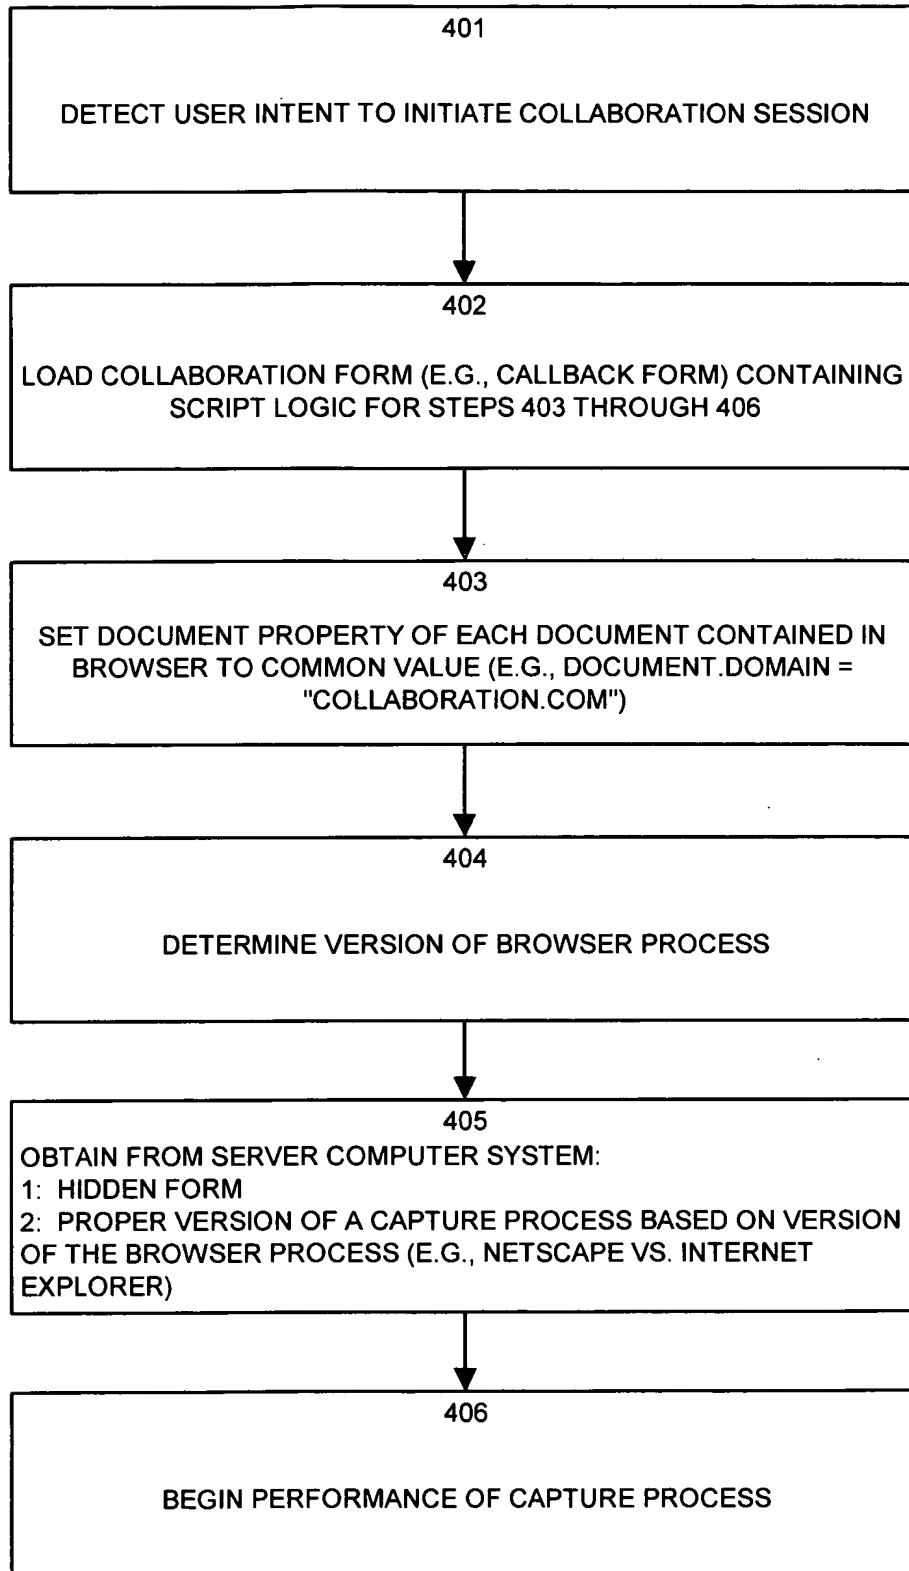 401
DETECT USER INTENT TO INITIATE COLLABORATION SESSION
402
LOAD COLLABORATION FORM (E.G., CALLBACK FORM) CONTAINING
SCRIPT LOGIC FOR STEPS 403 THROUGH 406
403
SET DOCUMENT PROPERTY OF EACH DOCUMENT CONTAINED IN
BROWSER TO COMMON VALUE (E.G., DOCUMENT.DOMAIN =
"COLLABORATION.COM")
404
DETERMINE VERSION OF BROWSER PROCESS
405
OBTAIN FROM SERVER COMPUTER SYSTEM:
1: HIDDEN FORM
2: PROPER VERSION OF A CAPTURE PROCESS BASED ON VERSION
OF THE BROWSER PROCESS (E.G., NETSCAPE VS. INTERNET
EXPLORER)
406
BEGIN PERFORMANCE OF CAPTURE PROCESS